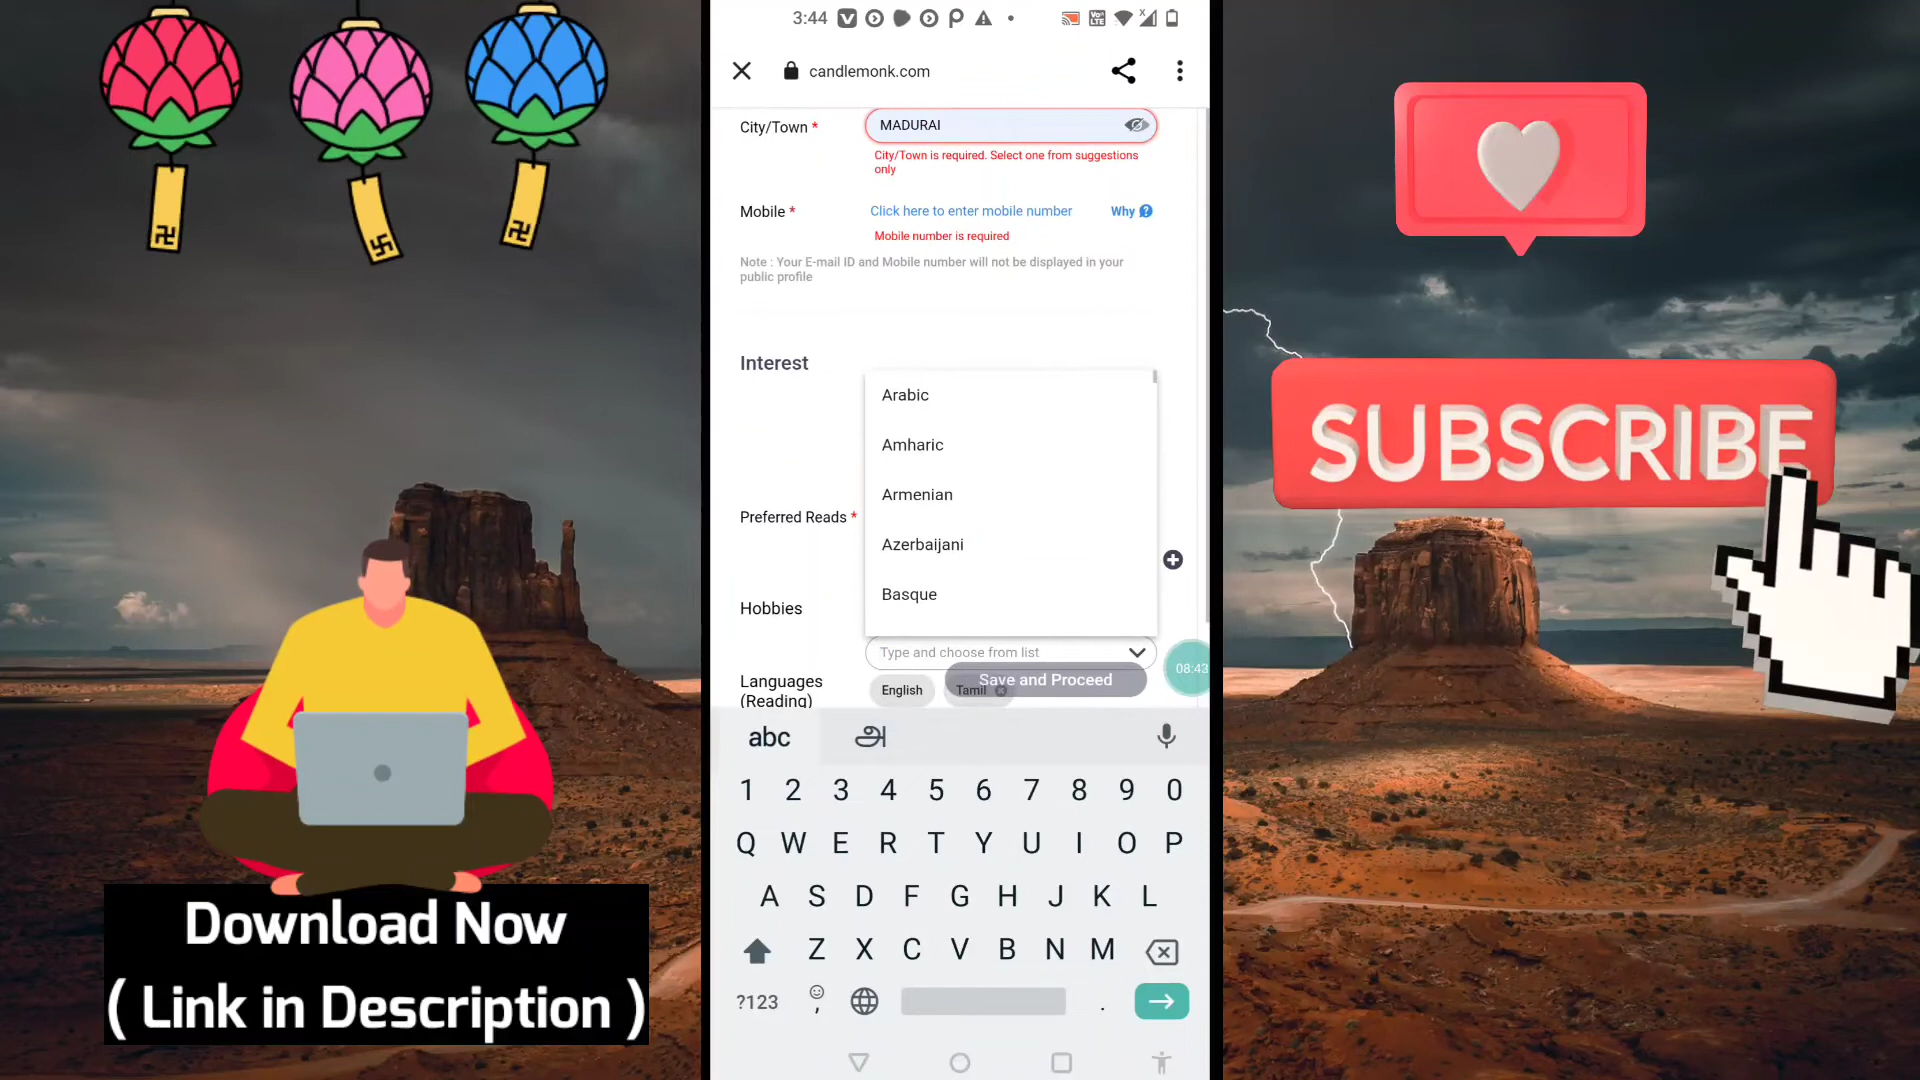 3:44
candlemonk.com
City/Town *
MADURAI
City/Town is required. Select one from suggestions
only
Mobile *
Click here to enter mobile number
Why ?
Mobile number is required
Note : Your E-mail ID and Mobile number will not be displayed in your
public profile
Interest
Arabic
Amharic
Armenian
Azerbaijani
Basque
Preferred Reads *
Hobbies
Type and choose from list
Languages
(Reading)
English
Tamil
Save and Proceed
08:43
abc
அ
1 2 3 4 5 6 7 8 9 0
Q W E R T Y U I O P
A S D F G H J K L
Z X C V B N M
?123 , .
Download Now
( Link in Description )
SUBSCRIBE
卍
卐
卍